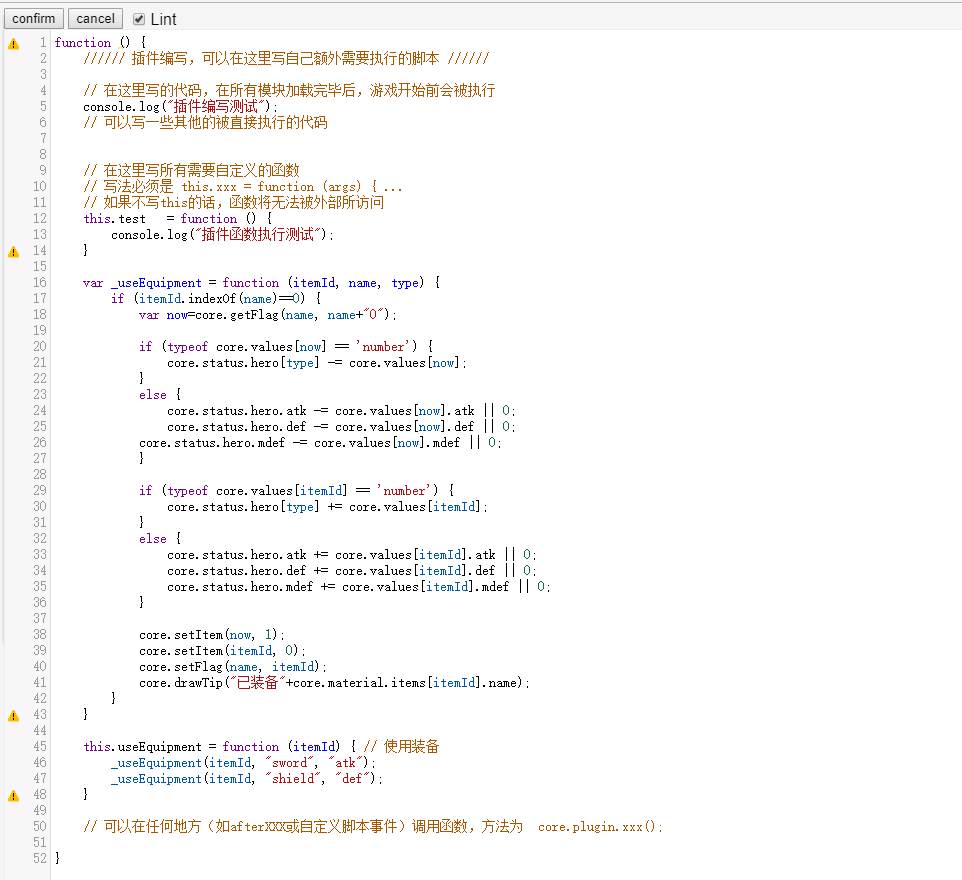 confirm cancel Lint
1 function () {
2 ////// 插件编写，可以在这里写自己额外需要执行的脚本 //////
3
4 // 在这里写的代码，在所有模块加载完毕后，游戏开始前会被执行
5 console.log("插件编写测试");
6 // 可以写一些其他的被直接执行的代码
7
8
9 // 在这里写所有需要自定义的函数
10 // 写法必须是 this.xxx = function (args) { ...
11 // 如果不写this的话，函数将无法被外部所访问
12 this.test = function () {
13 console.log("插件函数执行测试");
14 }
15
16 var _useEquipment = function (itemId, name, type) {
17 if (itemId.indexOf(name)==0) {
18 var now=core.getFlag(name, name+"0");
19
20 if (typeof core.values[now] == 'number') {
21 core.status.hero[type] -= core.values[now];
22 }
23 else {
24 core.status.hero.atk -= core.values[now].atk || 0;
25 core.status.hero.def -= core.values[now].def || 0;
26 core.status.hero.mdef -= core.values[now].mdef || 0;
27 }
28
29 if (typeof core.values[itemId] == 'number') {
30 core.status.hero[type] += core.values[itemId];
31 }
32 else {
33 core.status.hero.atk += core.values[itemId].atk || 0;
34 core.status.hero.def += core.values[itemId].def || 0;
35 core.status.hero.mdef += core.values[itemId].mdef || 0;
36 }
37
38 core.setItem(now, 1);
39 core.setItem(itemId, 0);
40 core.setFlag(name, itemId);
41 core.drawTip("已装备"+core.material.items[itemId].name);
42 }
43 }
44
45 this.useEquipment = function (itemId) { // 使用装备
46 _useEquipment(itemId, "sword", "atk");
47 _useEquipment(itemId, "shield", "def");
48 }
49
50 // 可以在任何地方（如afterXXX或自定义脚本事件）调用函数，方法为 core.plugin.xxx();
51
52 }